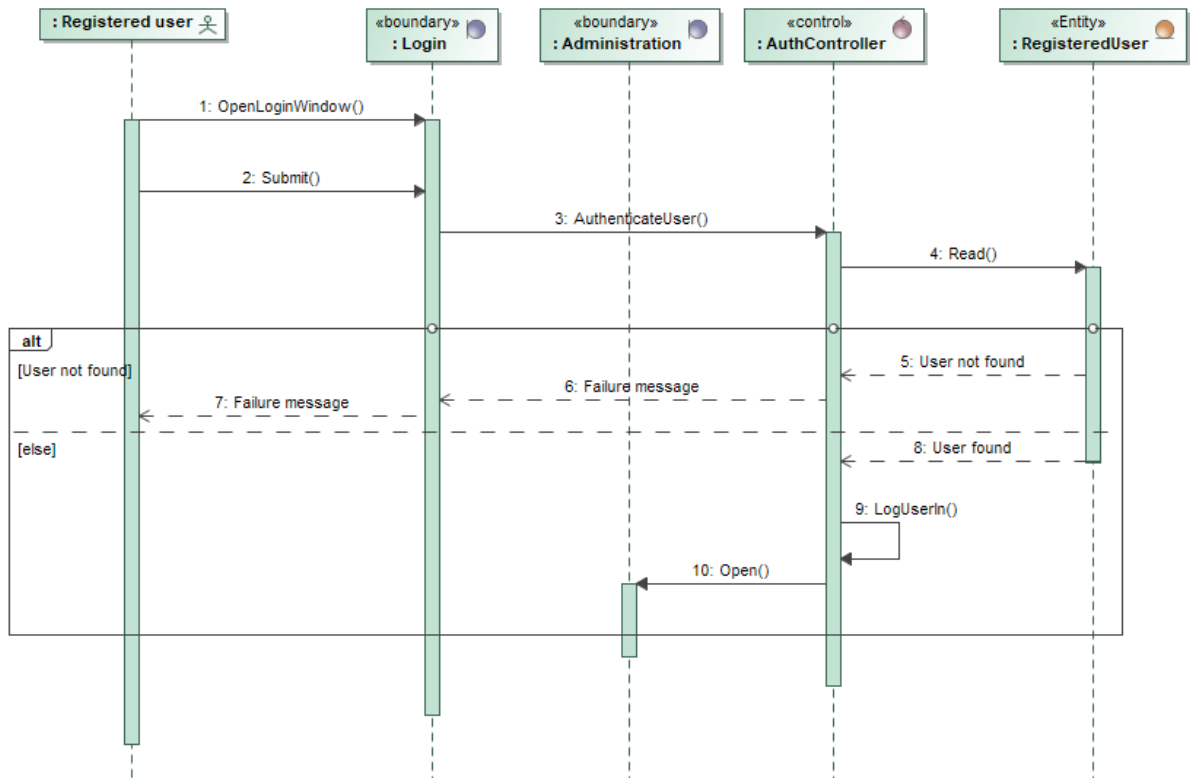 : Registered user
«boundary»
: Login
«boundary»
: Administration
«control»
: AuthController
«Entity»
: RegisteredUser
1: OpenLoginWindow()
2: Submit()
3: AuthenticateUser()
4: Read()
alt
[User not found]
5: User not found
6: Failure message
7: Failure message
[else]
8: User found
9: LogUserIn()
10: Open()